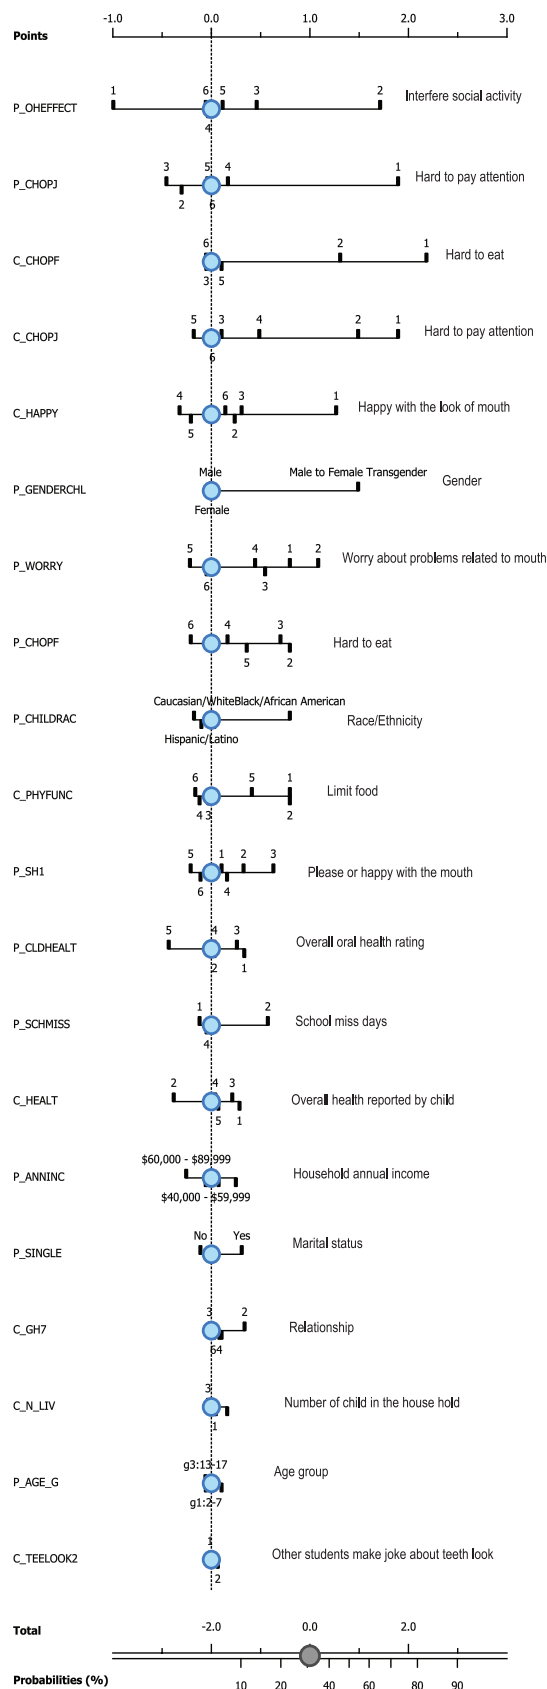 -1.0 0.0 1.0 2.0 3.0
Points
1 6 5 3 2
P_OHEFFECT Interfere social activity
4
3 5 4 1
P_CHOPJ Hard to pay attention
2 6
6 2 1
C_CHOPF Hard to eat
3 5
5 3 4 2 1
C_CHOPJ Hard to pay attention
6
4 6 3 1
C_HAPPY Happy with the look of mouth
5 2
Male Male to Female Transgender
P_GENDERCHL Gender
Female
5 4 1 2
P_WORRY Worry about problems related to mouth
6 3
6 4 3
P_CHOPF Hard to eat
5 2
Caucasian/WhiteBlack/African American
P_CHILDRAC Race/Ethnicity
Hispanic/Latino
6 5 1
C_PHYFUNC Limit food
4 3 2
5 1 2 3
P_SH1 Please or happy with the mouth
6 4
5 4 3
P_CLDHEALT Overall oral health rating
2 1
1 2
P_SCHMISS School miss days
4
2 4 3
C_HEALT Overall health reported by child
5 1
$60,000 - $89,999
P_ANNINC Household annual income
$40,000 - $59,999
No Yes
P_SINGLE Marital status
3 2
C_GH7 Relationship
64
3
C_N_LIV Number of child in the house hold
1
g3:13-17
P_AGE_G Age group
g1:2-7
1
C_TEELOOK2 Other students make joke about teeth look
2
Total -2.0 0.0 2.0
Probabilities (%) 10 20 40 60 80 90